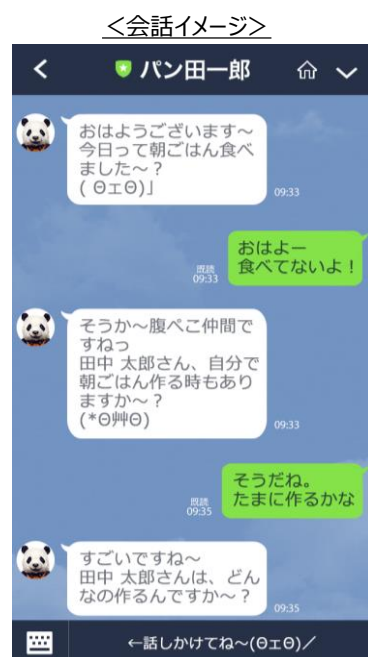 ＜会話イメージ＞
パン田一郎
おはようございます～
今日って朝ごはん食べ
ました～？
( ΘｪΘ)｣
09:33
おはよー
食べてないよ！
既読
09:33
そうか～腹ぺこ仲間で
すねっ
田中 太郎さん、自分で
朝ごはん作る時もあり
ますか～？
(*Θ艸Θ)
09:33
そうだね。
たまに作るかな
既読
09:35
すごいですね～
田中 太郎さんは、どん
なの作るんですか～？
09:35
←話しかけてね～(ΘｪΘ)／